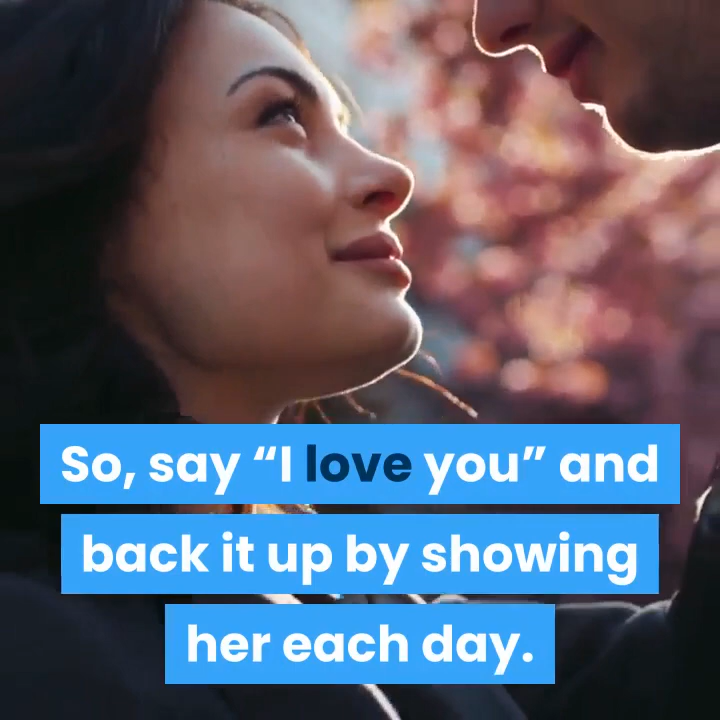 So, say “I love you” and
back it up by showing
her each day.